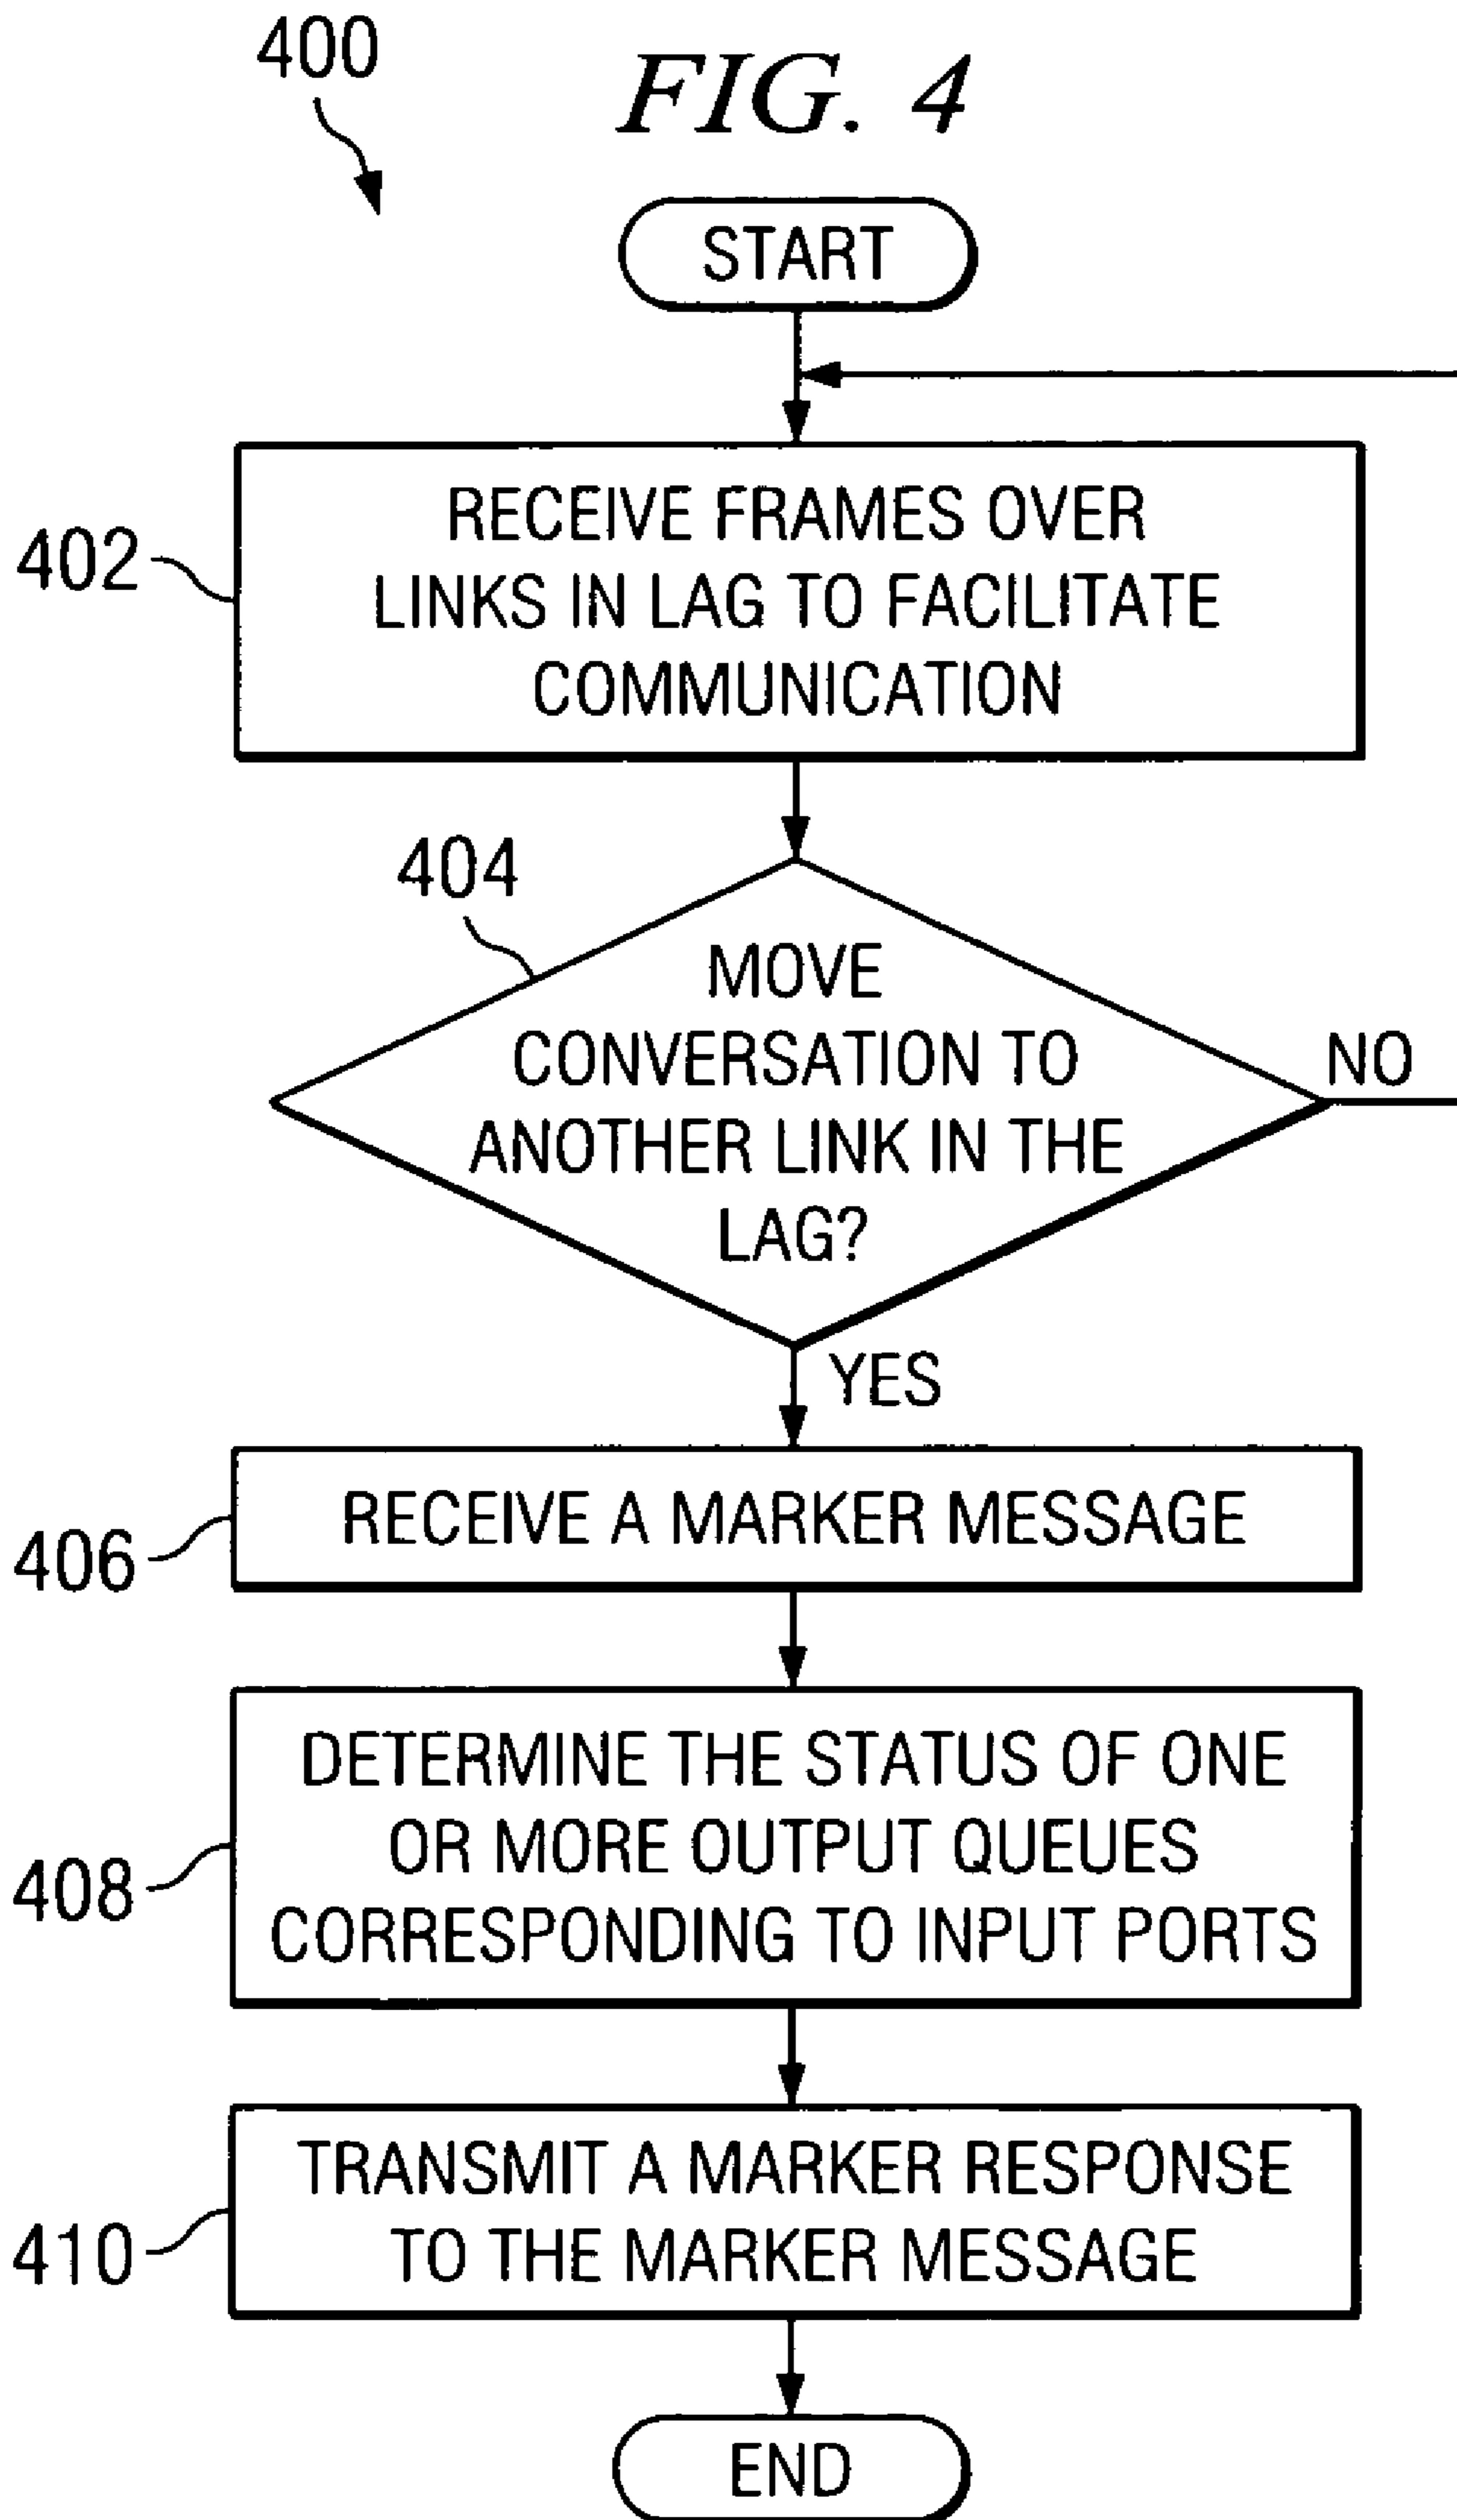 400
FIG. 4
START
402
RECEIVE FRAMES OVER
LINKS IN LAG TO FACILITATE
COMMUNICATION
404
MOVE
CONVERSATION TO
ANOTHER LINK IN THE
LAG?
NO
YES
406
RECEIVE A MARKER MESSAGE
408
DETERMINE THE STATUS OF ONE
OR MORE OUTPUT QUEUES
CORRESPONDING TO INPUT PORTS
410
TRANSMIT A MARKER RESPONSE
TO THE MARKER MESSAGE
END